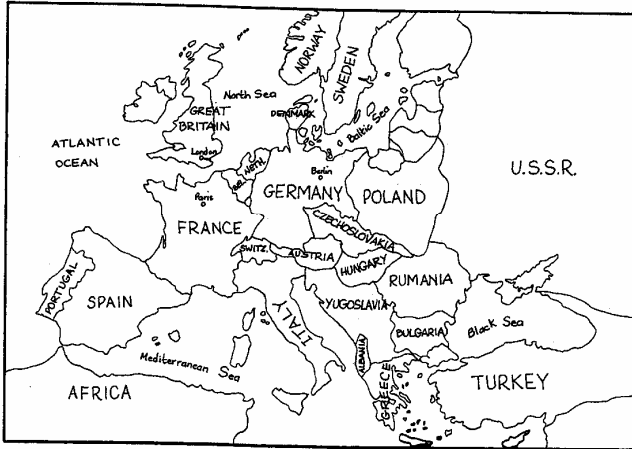 NORWAY
SWEDEN
North Sea
GREAT
BRITAIN
DENMARK
Baltic Sea
ATLANTIC
OCEAN
London
NETH.
BEL.
Berlin
U.S.S.R.
Paris
GERMANY
POLAND
FRANCE
CZECHOSLOVAKIA
SWITZ.
AUSTRIA
HUNGARY
RUMANIA
PORTUGAL
SPAIN
ITALY
YUGOSLAVIA
BULGARIA
Black Sea
ALBANIA
Mediterranean Sea
GREECE
TURKEY
AFRICA